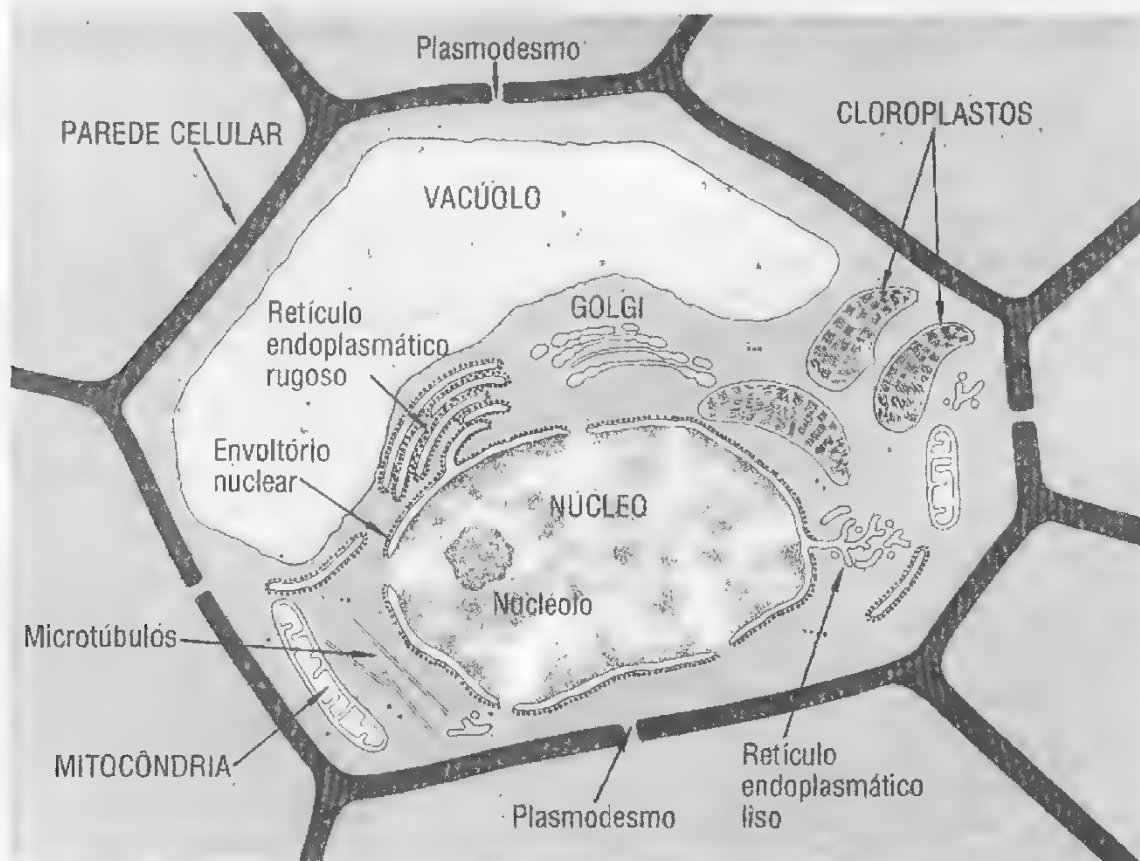 Plasmodesmo
PAREDE CELULAR
CLOROPLASTOS
VACÚOLO
GOLGI
Retículo
endoplasmático
rugoso
Envoltório
nuclear
NÚCLEO
Nucléolo
Microtúbulos
MITOCÔNDRIA
Plasmodesmo
Retículo
endoplasmático
liso